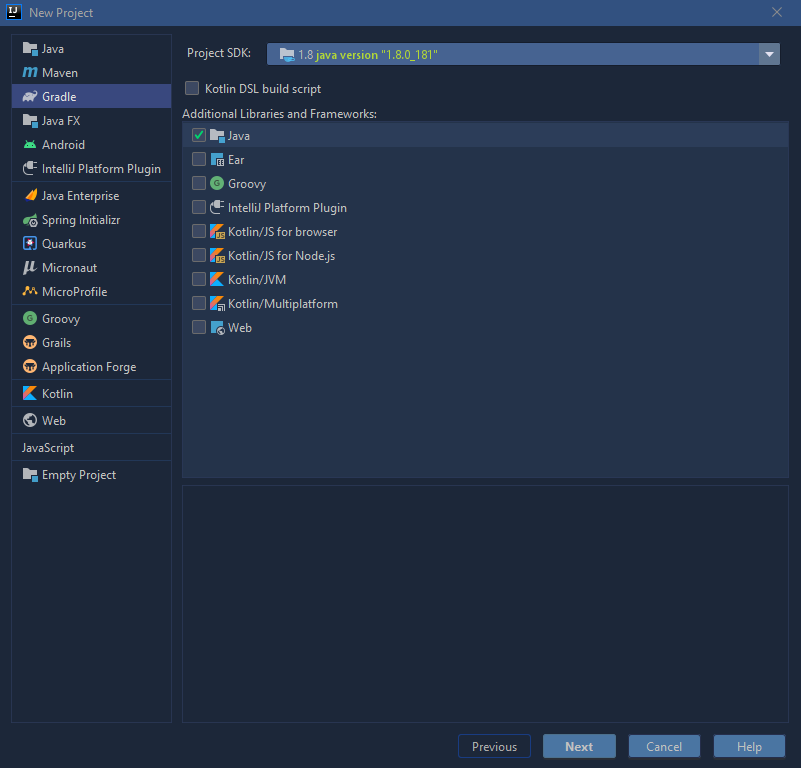 New Project
Java
Maven
Gradle
Java FX
Android
IntelliJ Platform Plugin
Java Enterprise
Spring Initializr
Quarkus
Micronaut
MicroProfile
Groovy
Grails
Application Forge
Kotlin
Web
JavaScript
Empty Project
Project SDK: 1.8 java version "1.8.0_181"
Kotlin DSL build script
Additional Libraries and Frameworks:
Java
Ear
Groovy
IntelliJ Platform Plugin
Kotlin/JS for browser
Kotlin/JS for Node.js
Kotlin/JVM
Kotlin/Multiplatform
Web
Previous Next Cancel Help